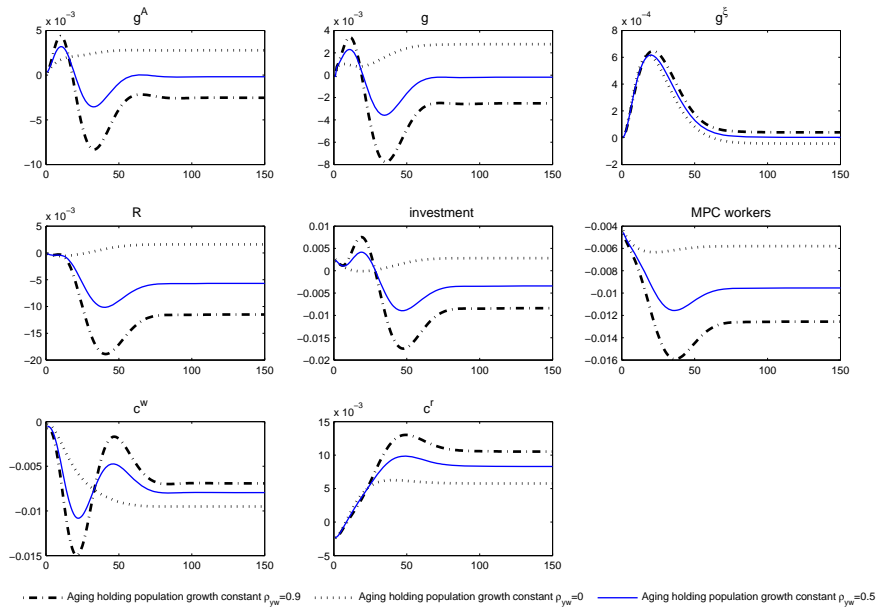 g^A
x 10^-3
5
0
−5
−10
0 50 100 150
g
x 10^-3
4
2
0
−2
−4
−6
−8
0 50 100 150
g^ξ
x 10^-4
8
6
4
2
0
−2
0 50 100 150
R
x 10^-3
5
0
−5
−10
−15
−20
0 50 100 150
investment
0.01
0.005
0
−0.005
−0.01
−0.015
−0.02
0 50 100 150
MPC workers
−0.004
−0.006
−0.008
−0.01
−0.012
−0.014
−0.016
0 50 100 150
c^w
0
−0.005
−0.01
−0.015
0 50 100 150
c^r
x 10^-3
15
10
5
0
−5
0 50 100 150
Aging holding population growth constant ρ_yw=0.9 Aging holding population growth constant ρ_yw=0 Aging holding population growth constant ρ_yw=0.5